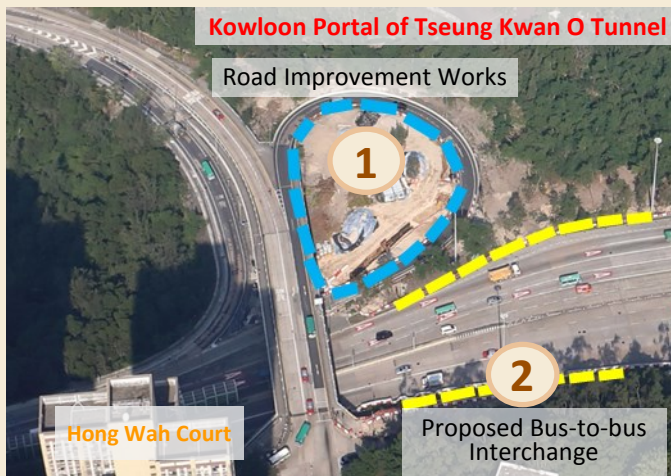 Kowloon Portal of Tseung Kwan O Tunnel
Road Improvement Works
1
2
Hong Wah Court
Proposed Bus-to-bus
Interchange